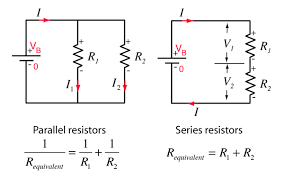 I
V_B
+
-
0
+
R_1
-
+
R_2
-
I_1
I_2
Parallel resistors
1/R_equivalent = 1/R_1 + 1/R_2
I
V_B
+
-
0
V_1
V_2
+
R_1
-
+
R_2
-
I
Series resistors
R_equivalent = R_1 + R_2